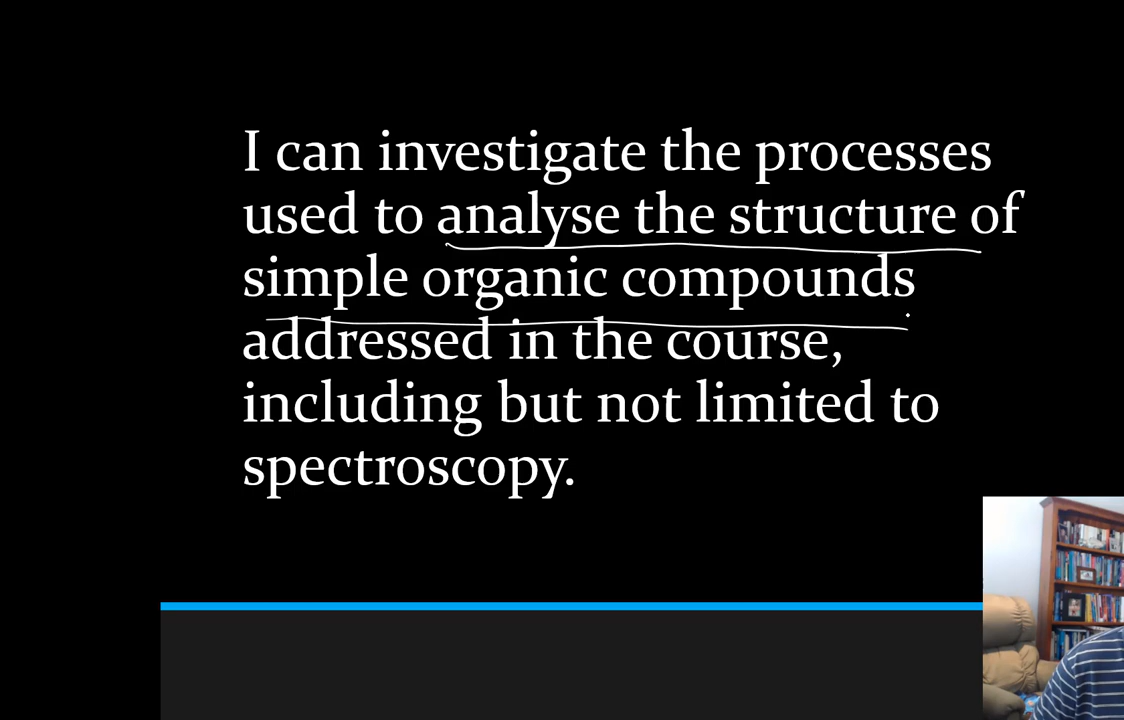 I can investigate the processes
used to analyse the structure of
simple organic compounds
addressed in the course,
including but not limited to
spectroscopy.